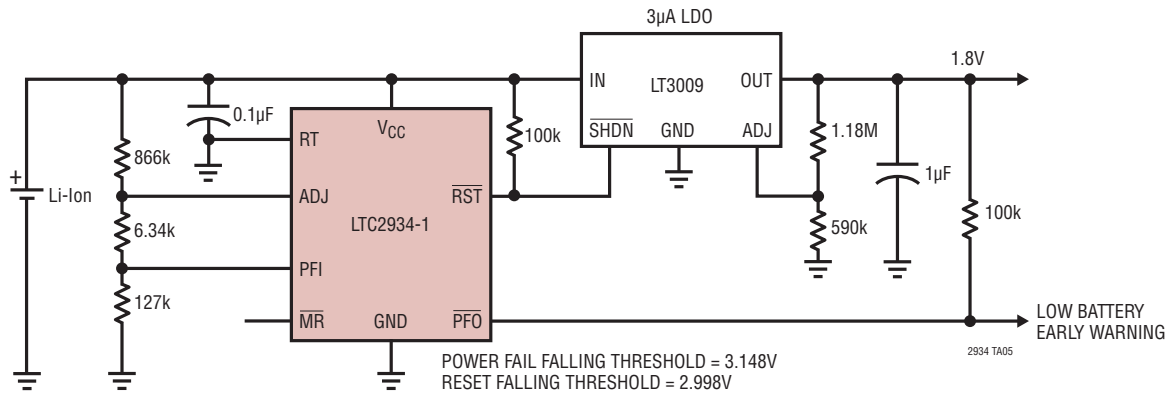 3µA LDO
1.8V
IN
OUT
LT3009
SHDN
GND
ADJ
0.1µF
VCC
RT
100k
1.18M
866k
1µF
+
Li-Ion
ADJ
RST
LTC2934-1
6.34k
590k
100k
PFI
127k
MR
GND
PFO
LOW BATTERY
EARLY WARNING
2934 TA05
POWER FAIL FALLING THRESHOLD = 3.148V
RESET FALLING THRESHOLD = 2.998V